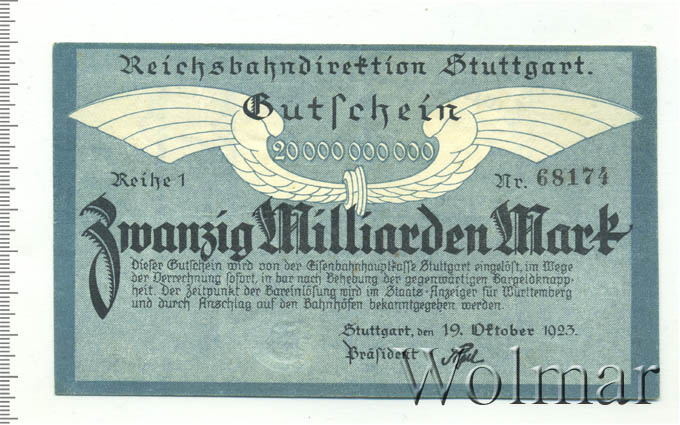 Reichsbahndirektion Stuttgart.
Gutschein
20 000 000 000
Reihe 1 Nr. 68174
Zwanzig Milliarden Mark
Dieser Gutschein wird von der Eisenbahnhauptkasse Stuttgart eingelöst, im Wege
der Verrechnung sofort, in bar nach Behebung der gegenwärtigen Bargeldknapp-
heit. Der Zeitpunkt der Bareinlösung wird im Staats-Anzeiger für Württemberg
und durch Anschlag auf den Bahnhöfen bekanntgegeben werden.
Stuttgart, den 19. Oktober 1923.
Präsident
Wolmar